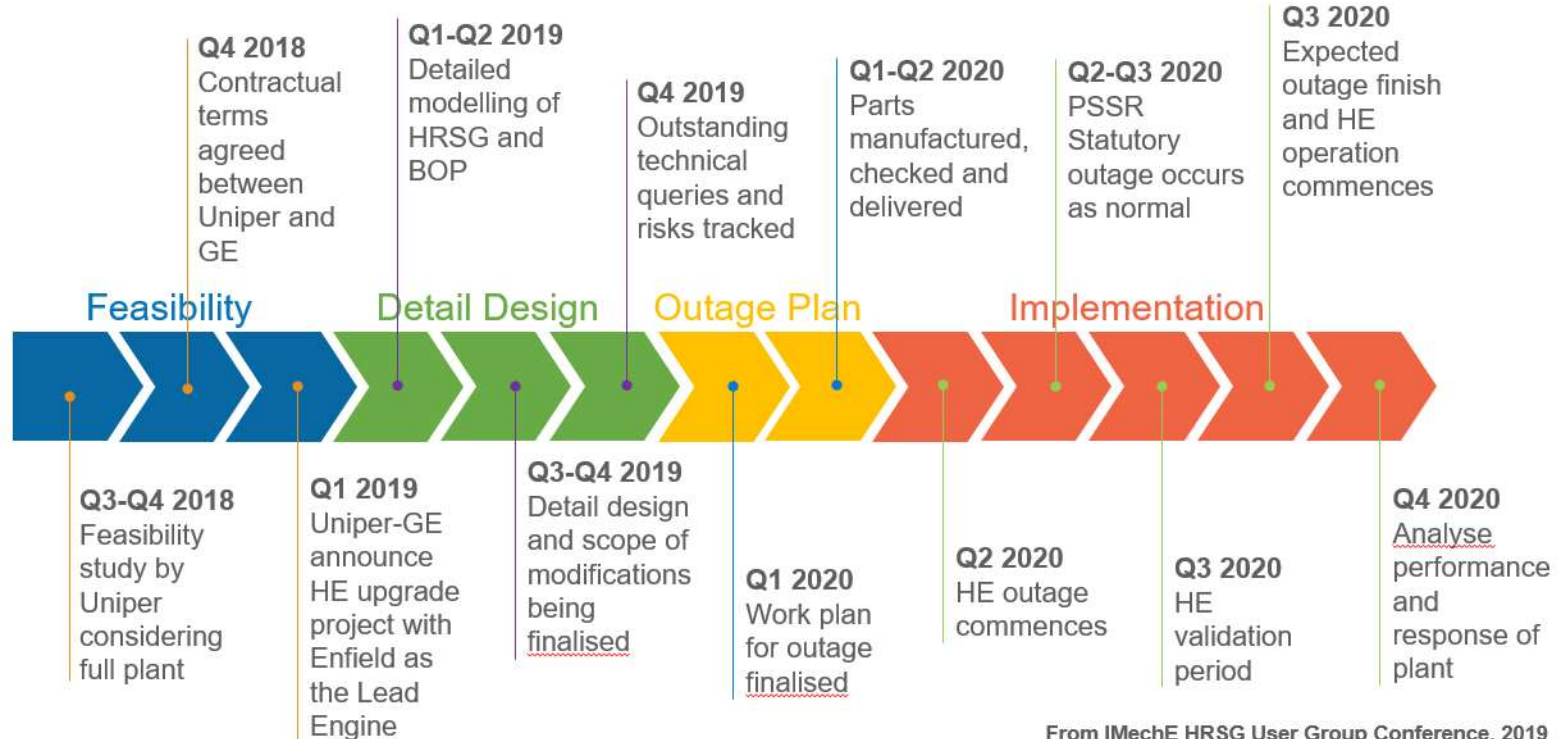 Q4 2018
Contractual
terms
agreed
between
Uniper and
GE
Q1-Q2 2019
Detailed
modelling of
HRSG and
BOP
Q4 2019
Outstanding
technical
queries and
risks tracked
Q1-Q2 2020
Parts
manufactured,
checked and
delivered
Q2-Q3 2020
PSSR
Statutory
outage occurs
as normal
Q3 2020
Expected
outage finish
and HE
operation
commences
Feasibility
Detail Design
Outage Plan
Implementation
Q3-Q4 2018
Feasibility
study by
Uniper
considering
full plant
Q1 2019
Uniper-GE
announce
HE upgrade
project with
Enfield as
the Lead
Engine
Q3-Q4 2019
Detail design
and scope of
modifications
being
finalised
Q1 2020
Work plan
for outage
finalised
Q2 2020
HE outage
commences
Q3 2020
HE
validation
period
Q4 2020
Analyse
performance
and
response of
plant
From IMechE HRSG User Group Conference, 2019